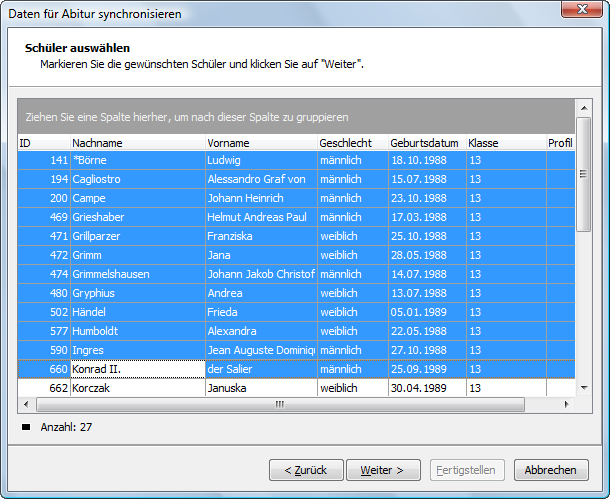 Daten für Abitur synchronisieren
Schüler auswählen
Markieren Sie die gewünschten Schüler und klicken Sie auf "Weiter".
Ziehen Sie eine Spalte hierher, um nach dieser Spalte zu gruppieren
ID Nachname Vorname Geschlecht Geburtsdatum Klasse Profil
141 *Börne Ludwig männlich 18.10.1988 13
194 Cagliostro Alessandro Graf von männlich 15.07.1988 13
200 Campe Johann Heinrich männlich 23.10.1988 13
469 Grieshaber Helmut Andreas Paul männlich 17.03.1988 13
471 Grillparzer Franziska weiblich 25.10.1988 13
472 Grimm Jana weiblich 28.05.1988 13
474 Grimmelshausen Johann Jakob Christof männlich 14.07.1988 13
480 Gryphius Andrea weiblich 13.07.1988 13
502 Händel Frieda weiblich 05.01.1989 13
577 Humboldt Alexandra weiblich 22.05.1988 13
590 Ingres Jean Auguste Dominiqu männlich 27.10.1988 13
660 Konrad II. der Salier männlich 25.09.1989 13
662 Korczak Januska weiblich 30.04.1989 13
Anzahl: 27
< Zurück Weiter > Fertigstellen Abbrechen